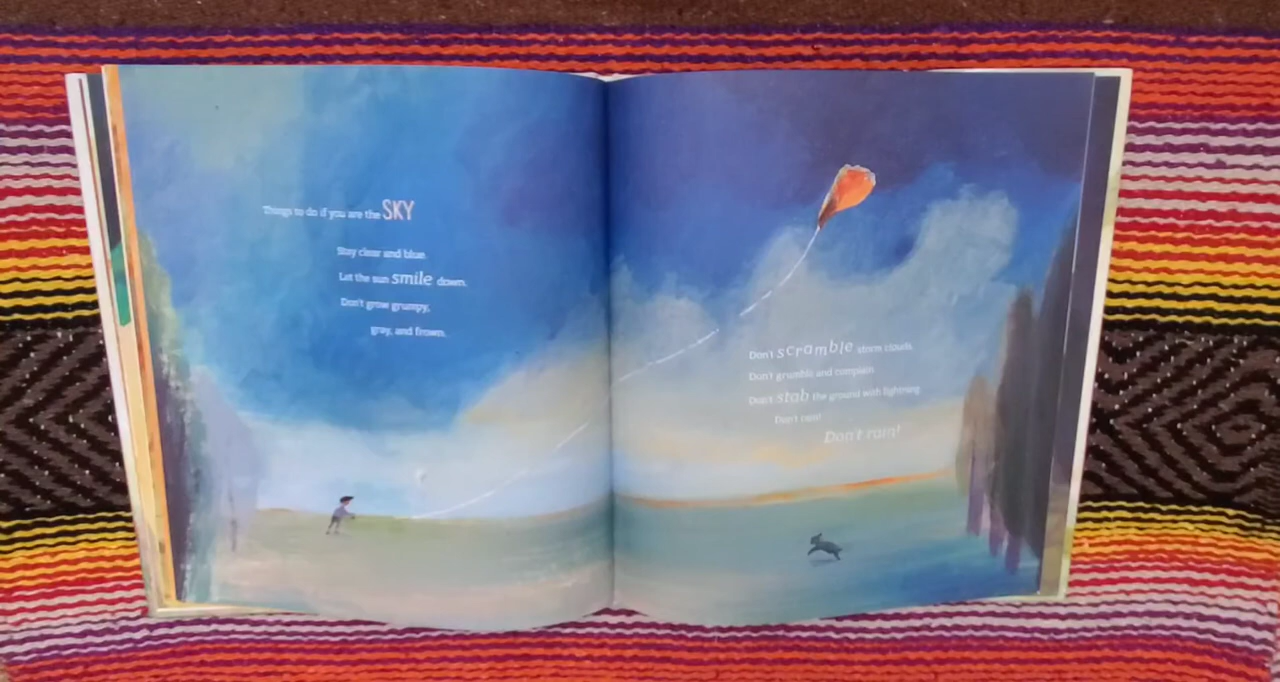 Things to do if you are the SKY
Stay clear and blue.
Let the sun smile down.
Don't grow grumpy,
gray, and frown.
Don't scramble storm clouds.
Don't grumble and complain.
Don't stab the ground with lightning.
Don't rain!
Don't rain!